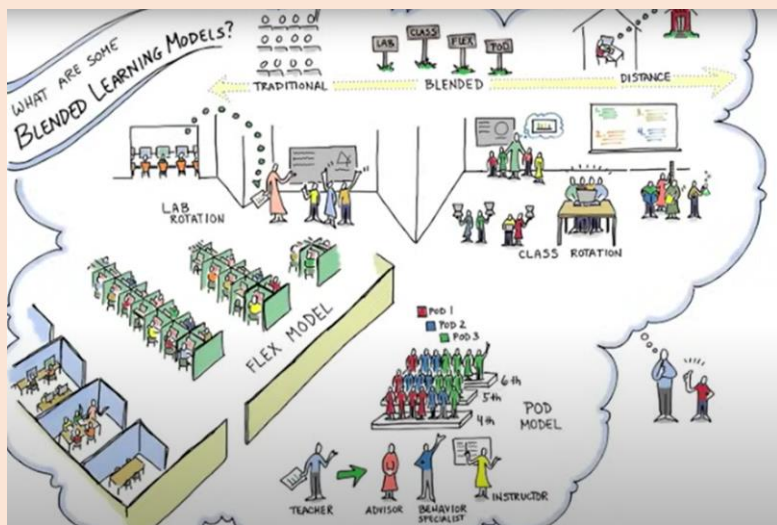 WHAT ARE SOME
BLENDED LEARNING MODELS?
LAB
CLASS
FLEX
POD
TRADITIONAL
BLENDED
DISTANCE
LAB
ROTATION
CLASS ROTATION
FLEX MODEL
POD 1
POD 2
POD 3
6th
5th
4th
POD
MODEL
TEACHER
ADVISOR
BEHAVIOR
SPECIALIST
INSTRUCTOR